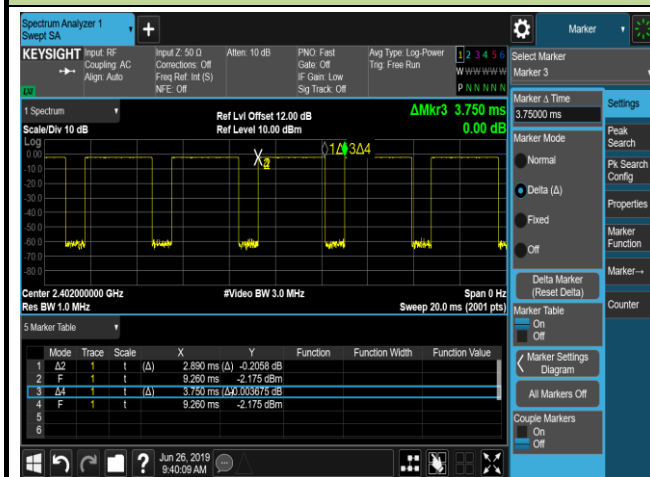 Spectrum Analyzer 1
Swept SA
+
Marker
KEYSIGHT
Input: RF
Coupling: AC
Align: Auto
Input Z: 50 Ω
Corrections: Off
Freq Ref: Int (S)
NFE: Off
Atten: 10 dB
PNO: Fast
Gate: Off
IF Gain: Low
Sig Track: Off
Avg Type: Log-Power
Trig: Free Run
1 2 3 4 5 6
W W W W W W
P N N N N N
LXI
Select Marker
Marker 3
1 Spectrum
Scale/Div 10 dB
Ref Lvl Offset 12.00 dB
Ref Level 10.00 dBm
ΔMkr3 3.750 ms
0.00 dB
Log
0.00
-10.0
-20.0
-30.0
-40.0
-50.0
-60.0
-70.0
-80.0
1Δ
3Δ4
Center 2.402000000 GHz
Res BW 1.0 MHz
#Video BW 3.0 MHz
Span 0 Hz
Sweep 20.0 ms (2001 pts)
5 Marker Table
Mode Trace Scale X Y Function Function Width Function Value
1 Δ2 1 t (Δ) 2.890 ms (Δ) -0.2058 dB
2 F 1 t 9.260 ms -2.175 dBm
3 Δ4 1 t (Δ) 3.750 ms (Δ) 0.003675 dB
4 F 1 t 9.260 ms -2.175 dBm
5
6
Jun 26, 2019
9:40:09 AM
Marker Δ Time
3.75000 ms
Marker Mode
Normal
Delta (Δ)
Fixed
Off
Delta Marker
(Reset Delta)
Marker Table
On
Off
Marker Settings
Diagram
All Markers Off
Couple Markers
On
Off
Settings
Peak
Search
Pk Search
Config
Properties
Marker
Function
Marker→
Counter